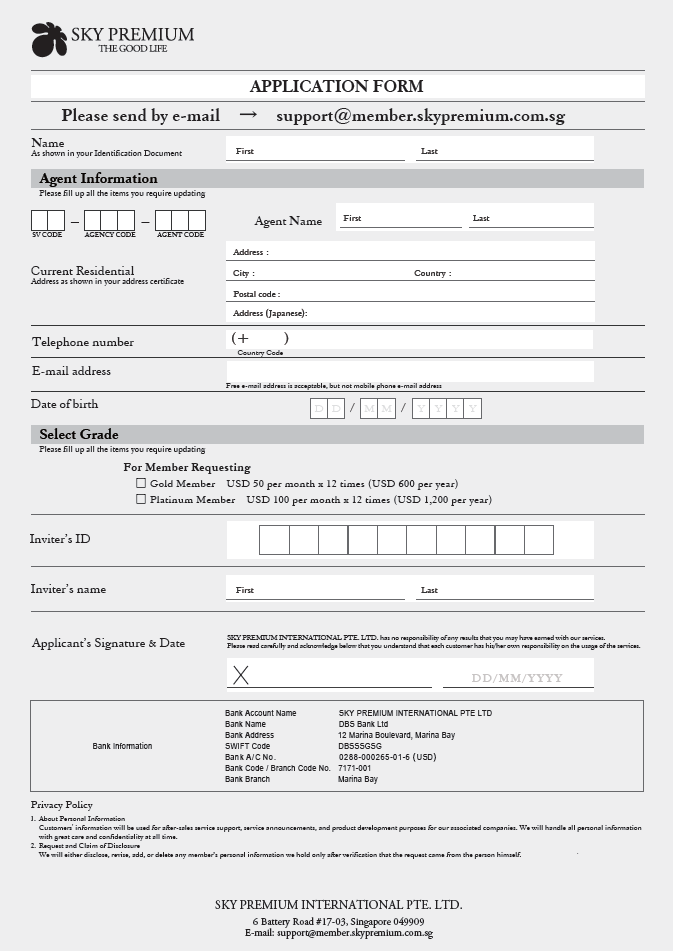 SKY PREMIUM
THE GOOD LIFE
APPLICATION FORM
Please send by e-mail → support@member.skypremium.com.sg
Name
As shown in your Identification Document
First Last
Agent Information
Please fill up all the items you require updating
– –
SV CODE AGENCY CODE AGENT CODE
Agent Name First Last
Current Residential
Address as shown in your address certificate
Address :
City : Country :
Postal code :
Address (Japanese):
Telephone number (+ )
Country Code
E-mail address
Free e-mail address is acceptable, but not mobile phone e-mail address
Date of birth D D / M M / Y Y Y Y
Select Grade
Please fill up all the items you require updating
For Member Requesting
☐ Gold Member USD 50 per month x 12 times (USD 600 per year)
☐ Platinum Member USD 100 per month x 12 times (USD 1,200 per year)
Inviter's ID
Inviter's name First Last
Applicant's Signature & Date
SKY PREMIUM INTERNATIONAL PTE. LTD. has no responsibility of any results that you may have earned with our services.
Please read carefully and acknowledge below that you understand that each customer has his/her own responsibility on the usage of the services.
X DD/MM/YYYY
Bank Information
Bank Account Name SKY PREMIUM INTERNATIONAL PTE LTD
Bank Name DBS Bank Ltd
Bank Address 12 Marina Boulevard, Marina Bay
SWIFT Code DBSSSGSG
Bank A/C No. 0288-000265-01-6 (USD)
Bank Code / Branch Code No. 7171-001
Bank Branch Marina Bay
Privacy Policy
1. About Personal Information
Customers' information will be used for after-sales service support, service announcements, and product development purposes for our associated companies. We will handle all personal information
with great care and confidentiality at all time.
2. Request and Claim of Disclosure
We will either disclose, revise, add, or delete any member's personal information we hold only after verification that the request came from the person himself.
SKY PREMIUM INTERNATIONAL PTE. LTD.
6 Battery Road #17-03, Singapore 049909
E-mail: support@member.skypremium.com.sg